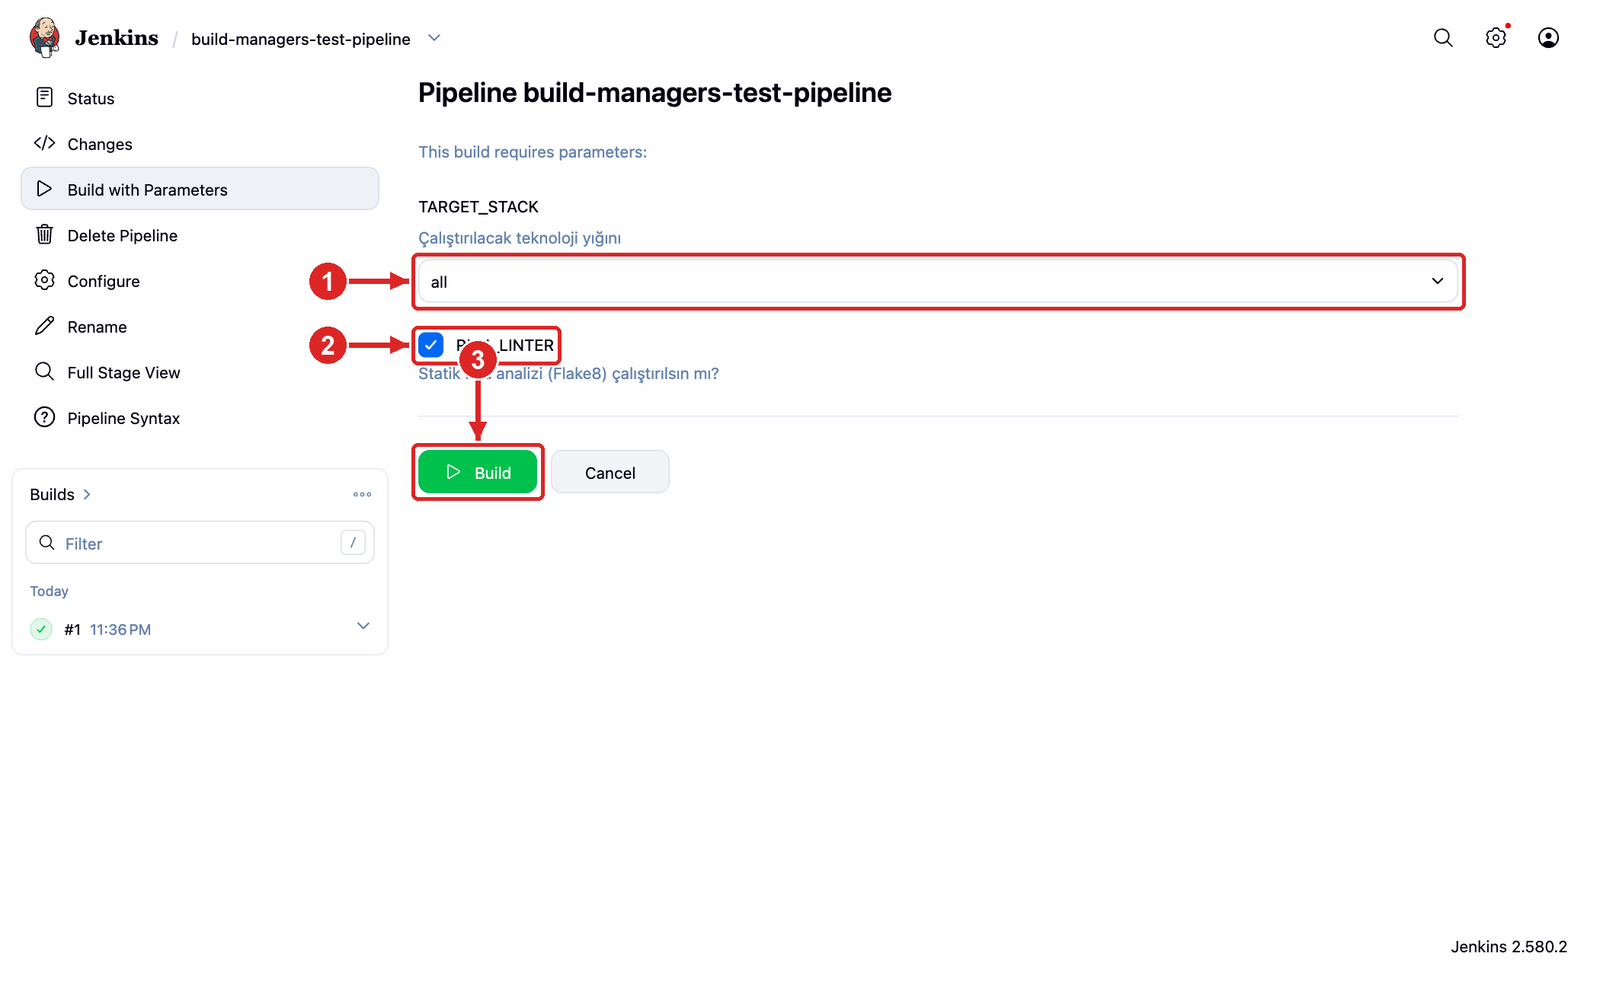 Jenkins / build-managers-test-pipeline
Status
Changes
Build with Parameters
Delete Pipeline
Configure
Rename
Full Stage View
Pipeline Syntax
Builds
Filter /
Today
#1 11:36 PM
Pipeline build-managers-test-pipeline
This build requires parameters:
TARGET_STACK
Çalıştırılacak teknoloji yığını
1 all
2 _LINTER
3
Statik analizi (Flake8) çalıştırılsın mı?
Build Cancel
Jenkins 2.580.2